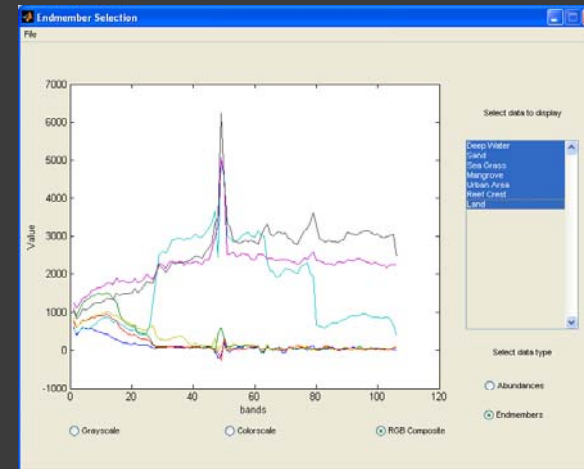 Endmember Selection
File
7000
6000
5000
4000
3000
2000
1000
0
-1000
Value
0 20 40 60 80 100 120
bands
Grayscale Colorscale RGB Composite
Select data to display
Deep Water
Sand
Sea Grass
Mangrove
Urban Area
Reef Crest
Land
Select data type
Abundances
Endmembers